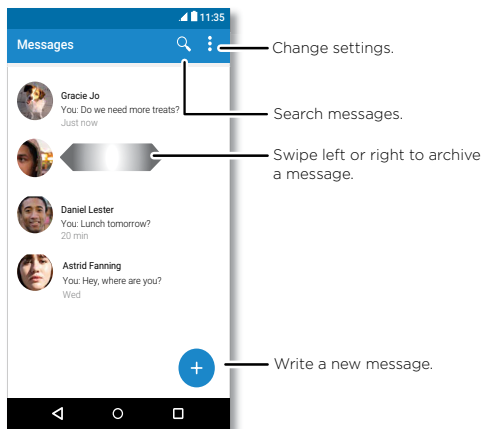 11:35
Messages
Change settings.
Gracie Jo
You: Do we need more treats?
Just now
Search messages.
Swipe left or right to archive
a message.
Daniel Lester
You: Lunch tomorrow?
20 min
Astrid Fanning
You: Hey, where are you?
Wed
+
Write a new message.